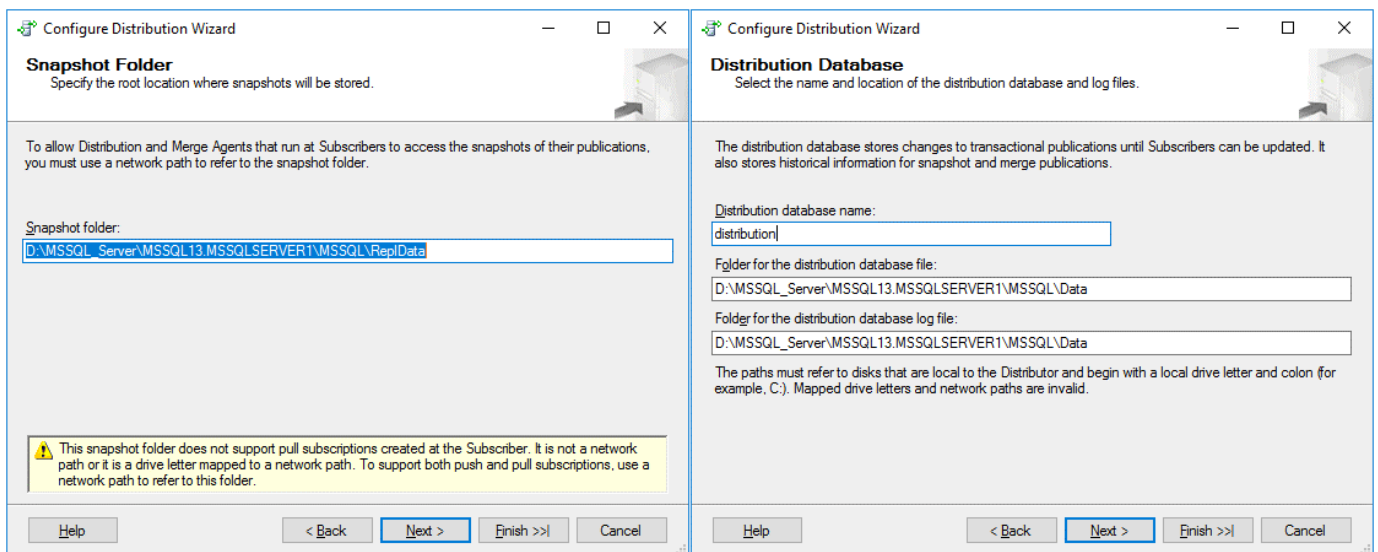 Configure Distribution Wizard
Snapshot Folder
Specify the root location where snapshots will be stored.
To allow Distribution and Merge Agents that run at Subscribers to access the snapshots of their publications,
you must use a network path to refer to the snapshot folder.
Snapshot folder:
D:\MSSQL_Server\MSSQL13.MSSQLSERVER1\MSSQL\ReplData
This snapshot folder does not support pull subscriptions created at the Subscriber. It is not a network
path or it is a drive letter mapped to a network path. To support both push and pull subscriptions, use a
network path to refer to this folder.
Help
< Back
Next >
Finish >>|
Cancel
Configure Distribution Wizard
Distribution Database
Select the name and location of the distribution database and log files.
The distribution database stores changes to transactional publications until Subscribers can be updated. It
also stores historical information for snapshot and merge publications.
Distribution database name:
distribution
Folder for the distribution database file:
D:\MSSQL_Server\MSSQL13.MSSQLSERVER1\MSSQL\Data
Folder for the distribution database log file:
D:\MSSQL_Server\MSSQL13.MSSQLSERVER1\MSSQL\Data
The paths must refer to disks that are local to the Distributor and begin with a local drive letter and colon (for
example, C:). Mapped drive letters and network paths are invalid.
Help
< Back
Next >
Finish >>|
Cancel